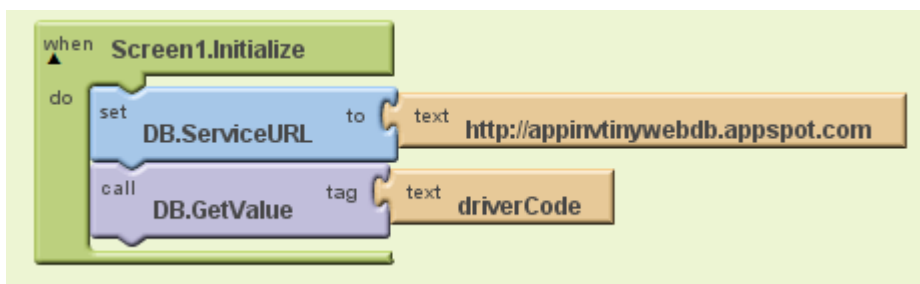 when Screen1.Initialize
do
set DB.ServiceURL to text http://appinvtinywebdb.appspot.com
call DB.GetValue tag text driverCode